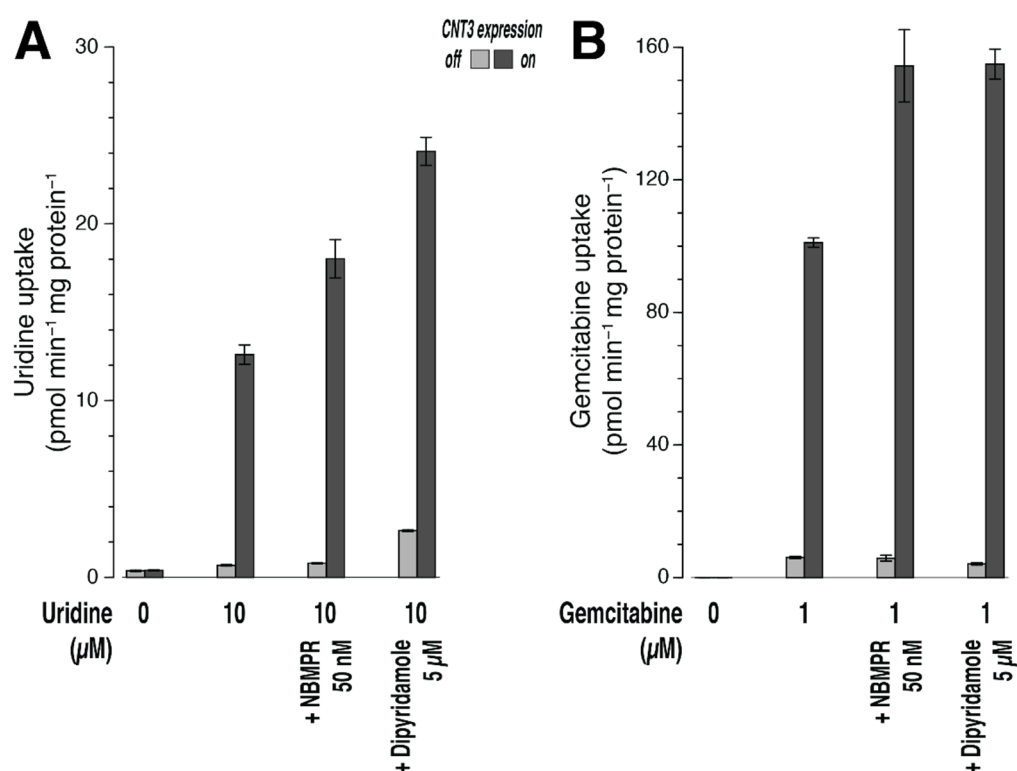 A
CNT3 expression
off on
30
20
10
0
Uridine uptake
(pmol min⁻¹ mg protein⁻¹)
Uridine 0 10 10 10
(µM)
+ NBMPR
50 nM
+ Dipyridamole
5 µM
B
160
120
80
40
0
Gemcitabine uptake
(pmol min⁻¹ mg protein⁻¹)
Gemcitabine 0 1 1 1
(µM)
+ NBMPR
50 nM
+ Dipyridamole
5 µM